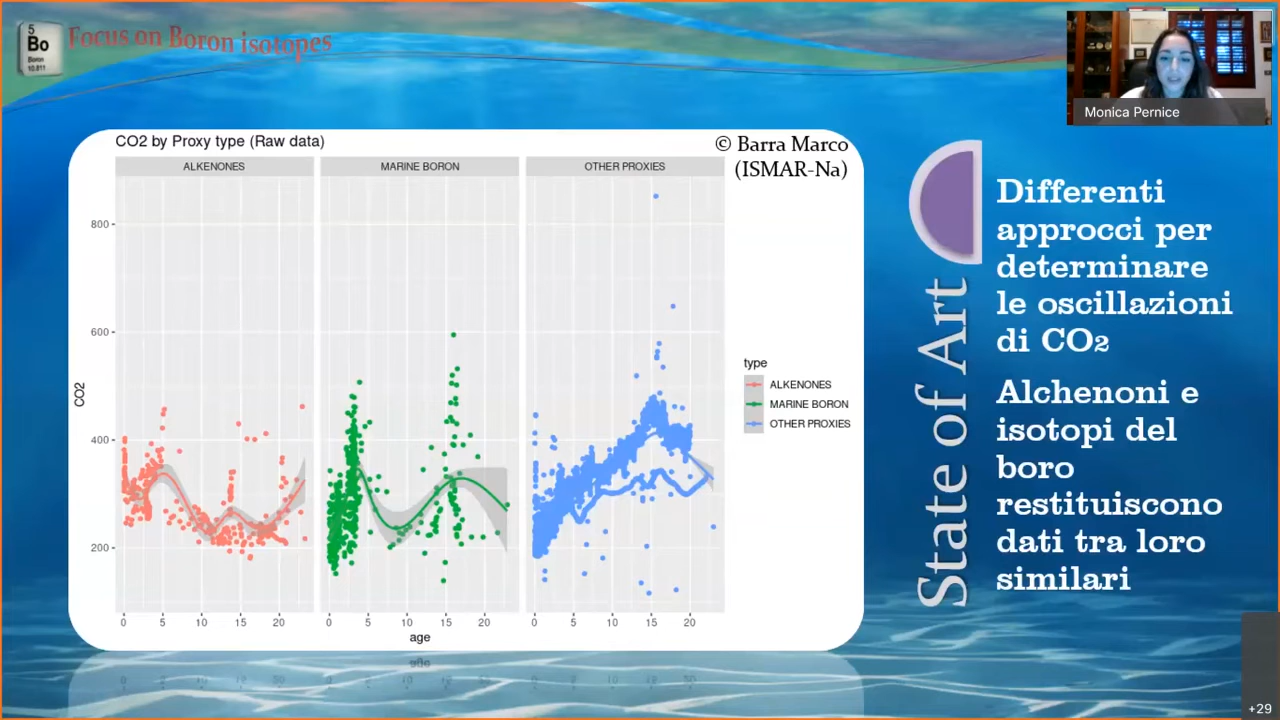 5
Bo
Boron
10.811
Focus on Boron isotopes
Monica Pernice
CO2 by Proxy type (Raw data)
© Barra Marco
(ISMAR-Na)
ALKENONES
MARINE BORON
OTHER PROXIES
800
600
400
200
CO2
0 5 10 15 20
0 5 10 15 20
0 5 10 15 20
age
type
ALKENONES
MARINE BORON
OTHER PROXIES
State of Art
Differenti
approcci per
determinare
le oscillazioni
di CO2
Alchenoni e
isotopi del
boro
restituiscono
dati tra loro
similari
+29